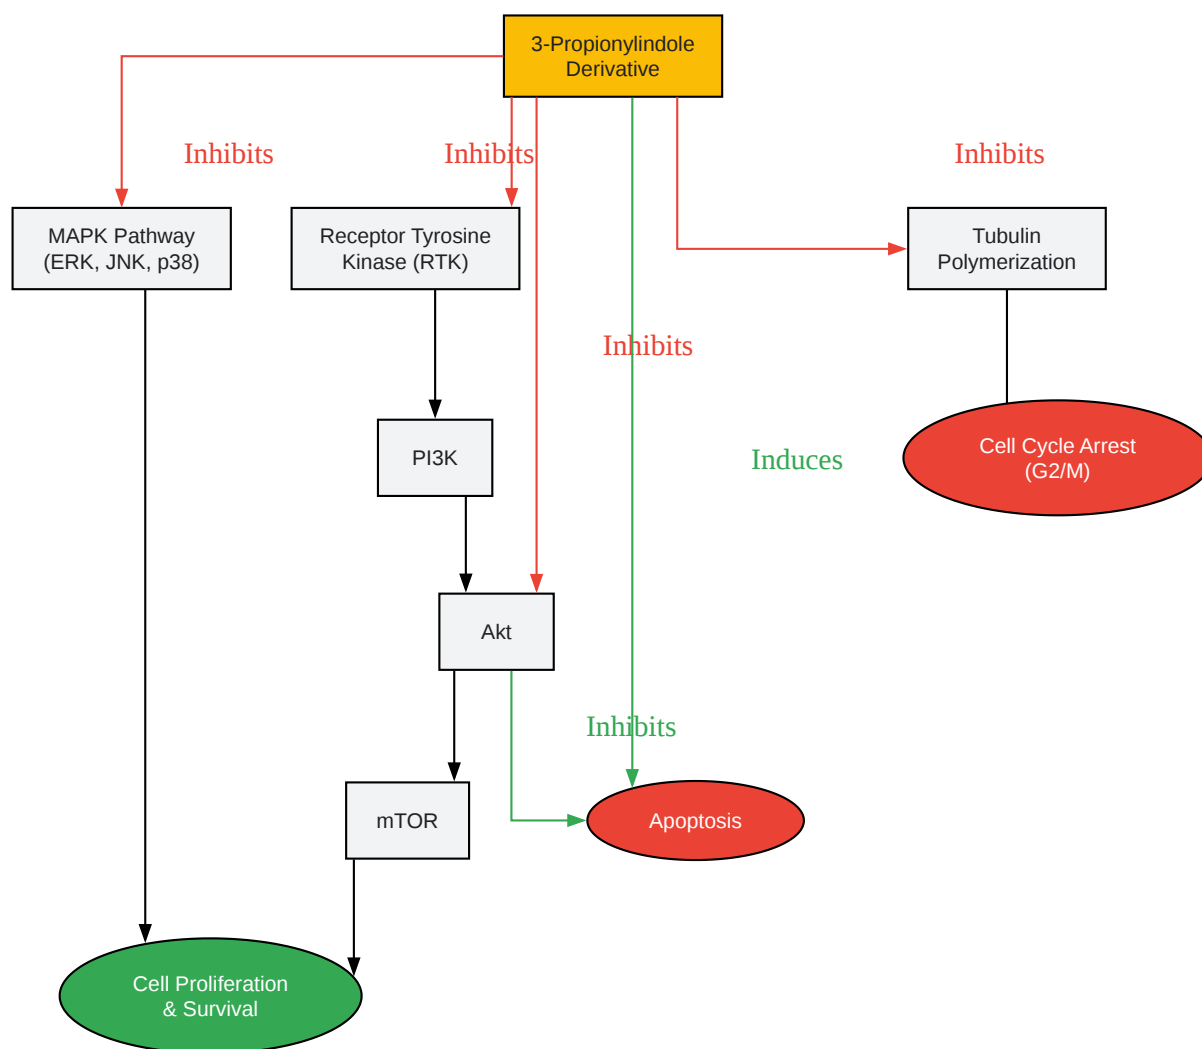 3-Propionylindole
Derivative
Inhibits
Inhibits
Inhibits
MAPK Pathway
(ERK, JNK, p38)
Receptor Tyrosine
Kinase (RTK)
Tubulin
Polymerization
Inhibits
PI3K
Induces
Cell Cycle Arrest
(G2/M)
Akt
Inhibits
mTOR
Apoptosis
Cell Proliferation
& Survival